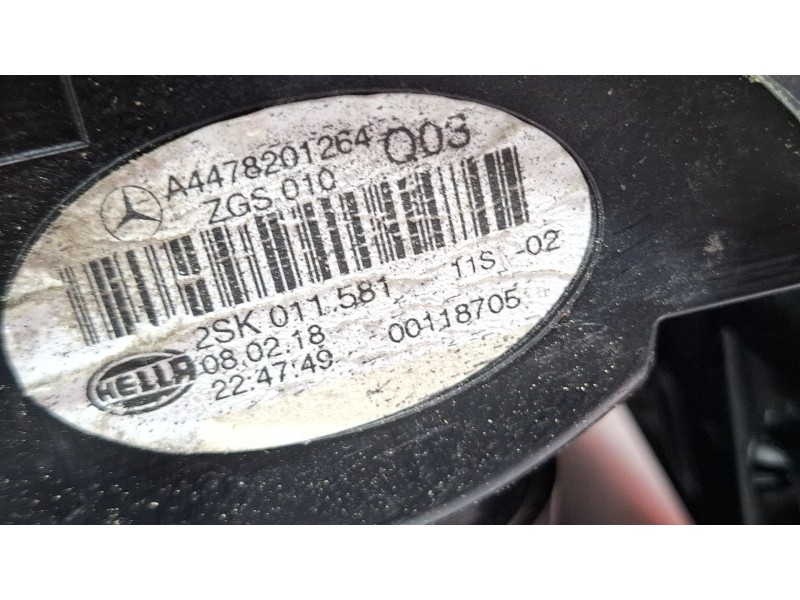 A4478201264 Q03
ZGS 010
2SK 011.581 11S -02
08.02.18 00118705
22:47:49
HELLA